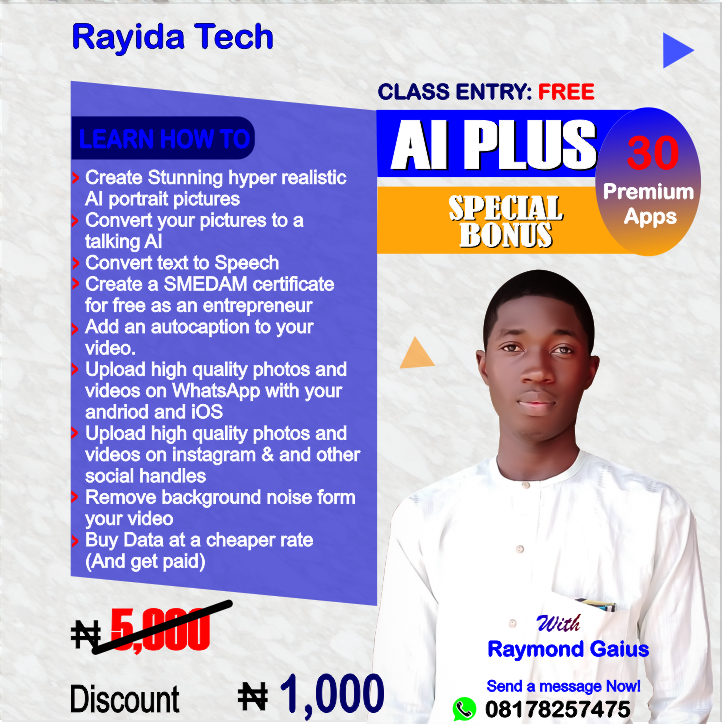 Rayida Tech
CLASS ENTRY: FREE
AI PLUS
30
Premium
Apps
SPECIAL
BONUS
LEARN HOW TO
Create Stunning hyper realistic
AI portrait pictures
Convert your pictures to a
talking AI
Convert text to Speech
Create a SMEDAM certificate
for free as an entrepreneur
Add an autocaption to your
video.
Upload high quality photos and
videos on WhatsApp with your
andriod and iOS
Upload high quality photos and
videos on instagram & and other
social handles
Remove background noise form
your video
Buy Data at a cheaper rate
(And get paid)
₦ 5,000
Discount ₦ 1,000
With
Raymond Gaius
Send a message Now!
08178257475